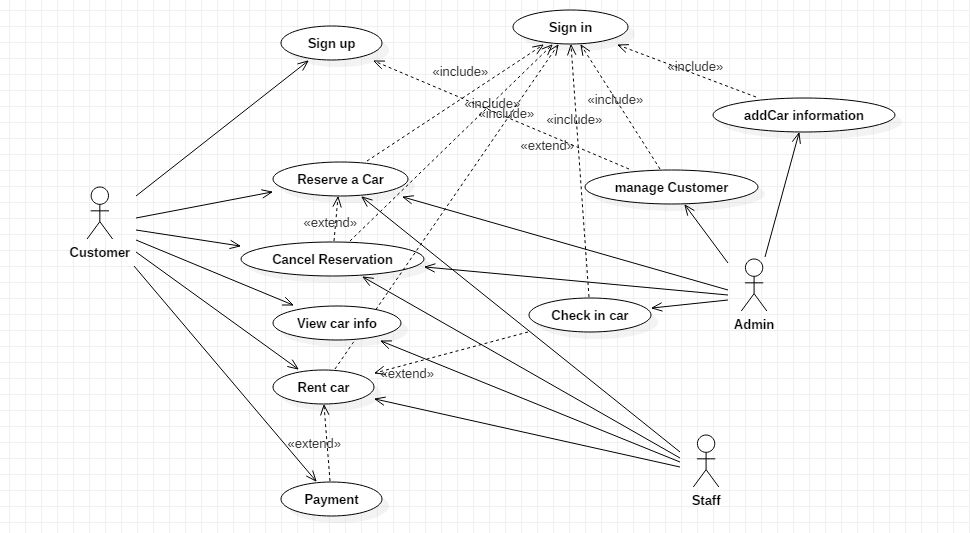 Sign in
Sign up
«include»
«include»
«include»
«include»
«include»
addCar information
«include»
«extend»
Reserve a Car
manage Customer
«extend»
Customer
Cancel Reservation
View car info
Check in car
Admin
«extend»
Rent car
«extend»
Payment
Staff